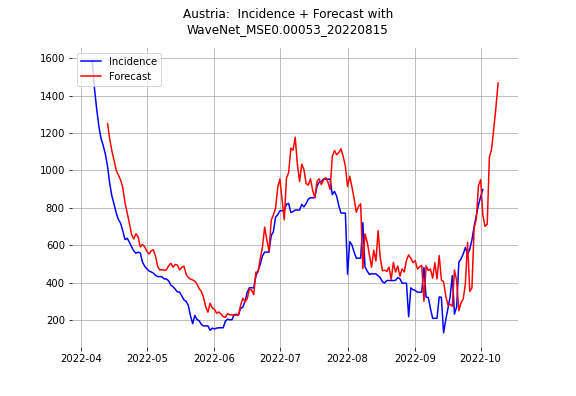 Austria:  Incidence + Forecast with
WaveNet_MSE0.00053_20220815
1600
1400
1200
1000
800
600
400
200
Incidence
Forecast
2022-04 2022-05 2022-06 2022-07 2022-08 2022-09 2022-10